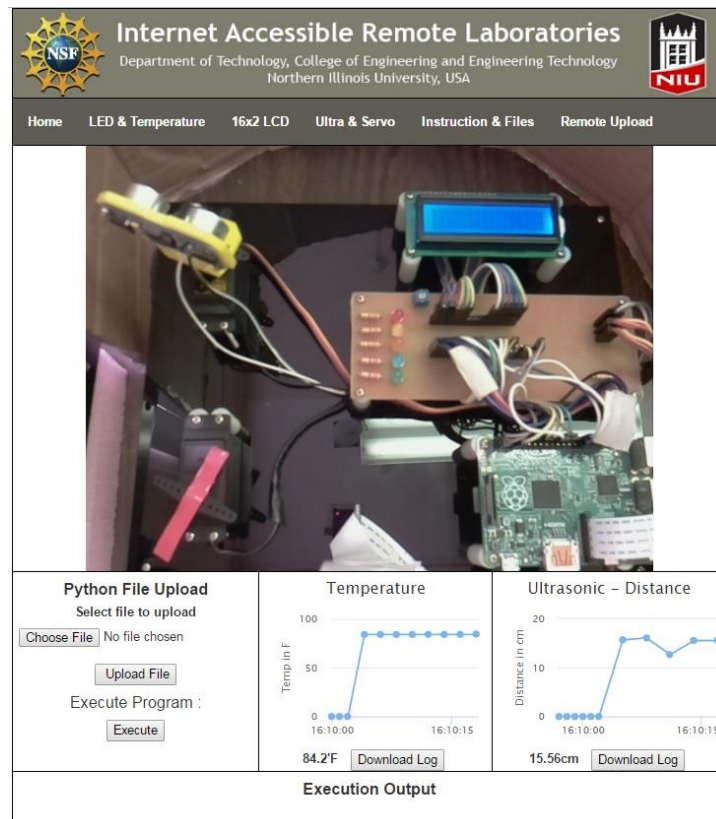 NSF
Internet Accessible Remote Laboratories
Department of Technology, College of Engineering and Engineering Technology
Northern Illinois University, USA
NIU
Home LED & Temperature 16x2 LCD Ultra & Servo Instruction & Files Remote Upload
HDMI
Python File Upload
Select file to upload
Choose File No file chosen
Upload File
Execute Program :
Execute
Temperature
Temp in F
100
50
0
16:10:00 16:10:15
84.2'F Download Log
Ultrasonic - Distance
Distance in cm
20
10
0
16:10:00 16:10:15
15.56cm Download Log
Execution Output